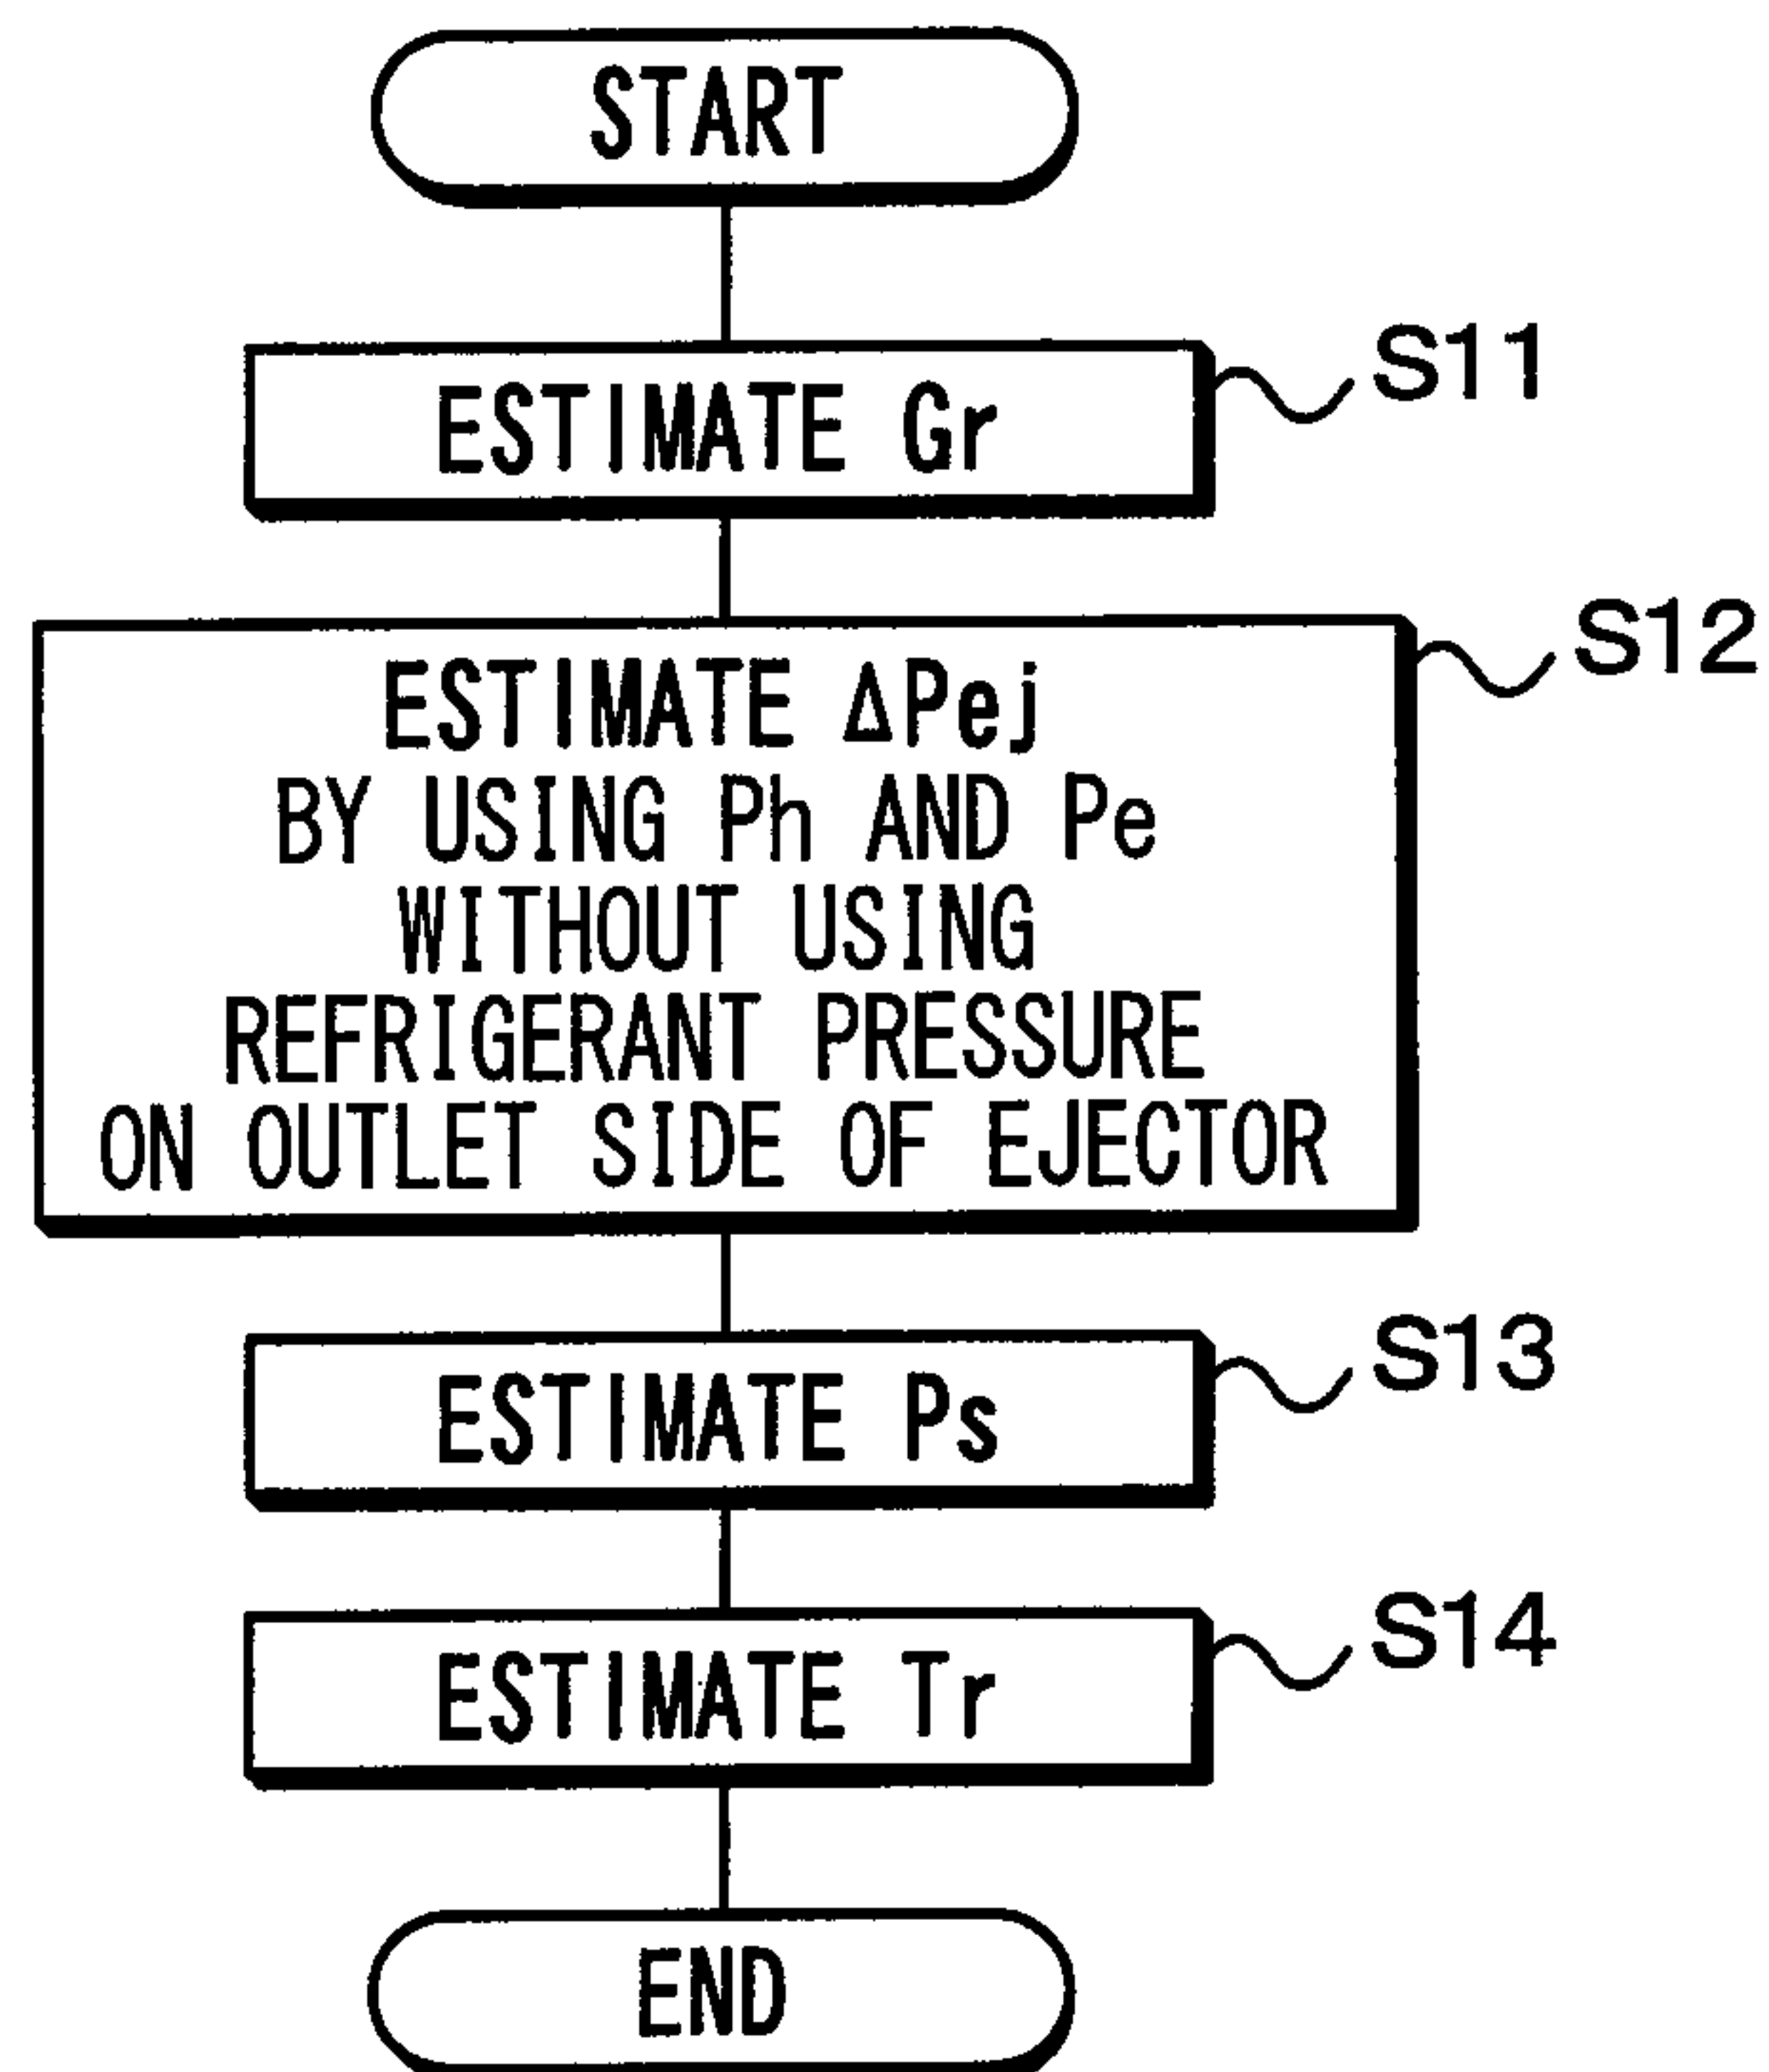 START
ESTIMATE Gr
S11
ESTIMATE ΔPej
BY USING Ph AND Pe
WITHOUT USING
REFRIGERANT PRESSURE
ON OUTLET SIDE OF EJECTOR
S12
ESTIMATE Ps
S13
ESTIMATE Tr
S14
END